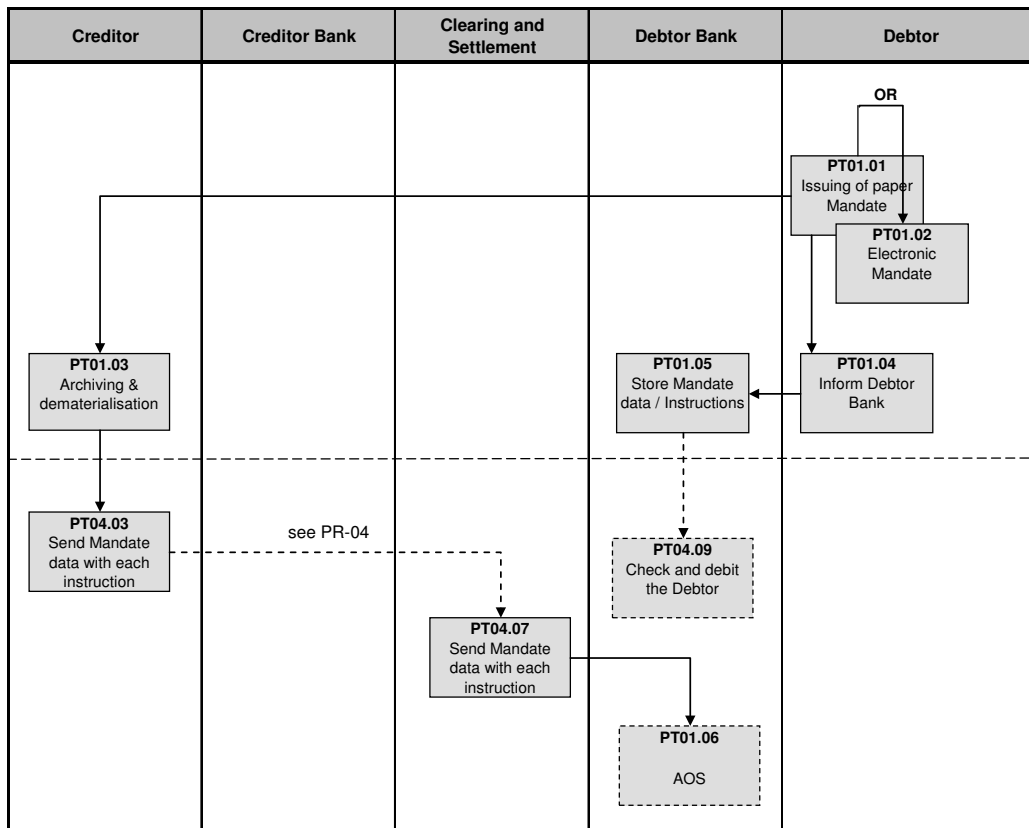 Creditor
Creditor Bank
Clearing and
Settlement
Debtor Bank
Debtor
OR
PT01.01
Issuing of paper
Mandate
PT01.02
Electronic
Mandate
PT01.03
Archiving &
dematerialisation
PT01.05
Store Mandate
data / Instructions
PT01.04
Inform Debtor
Bank
PT04.03
Send Mandate
data with each
instruction
see PR-04
PT04.09
Check and debit
the Debtor
PT04.07
Send Mandate
data with each
instruction
PT01.06
AOS